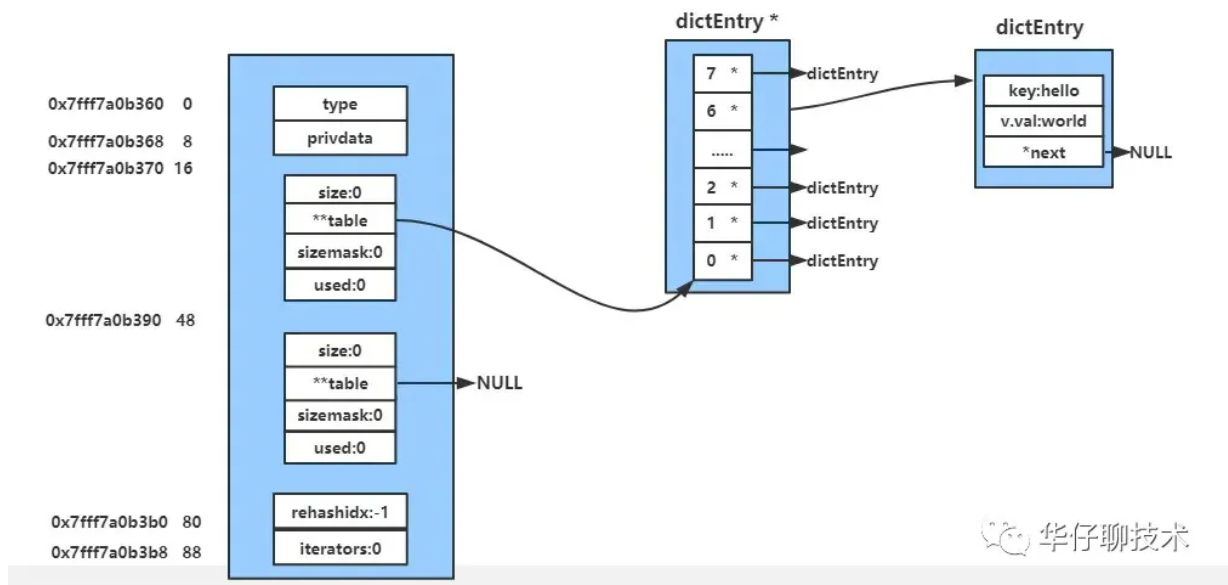 dictEntry *
dictEntry
0x7fff7a0b360 0
0x7fff7a0b368 8
0x7fff7a0b370 16
0x7fff7a0b390 48
0x7fff7a0b3b0 80
0x7fff7a0b3b8 88
type
privdata
size:0
**table
sizemask:0
used:0
size:0
**table
NULL
sizemask:0
used:0
rehashidx:-1
iterators:0
7 * dictEntry
6 *
.....
2 * dictEntry
1 * dictEntry
0 * dictEntry
key:hello
v.val:world
*next NULL
华仔聊技术